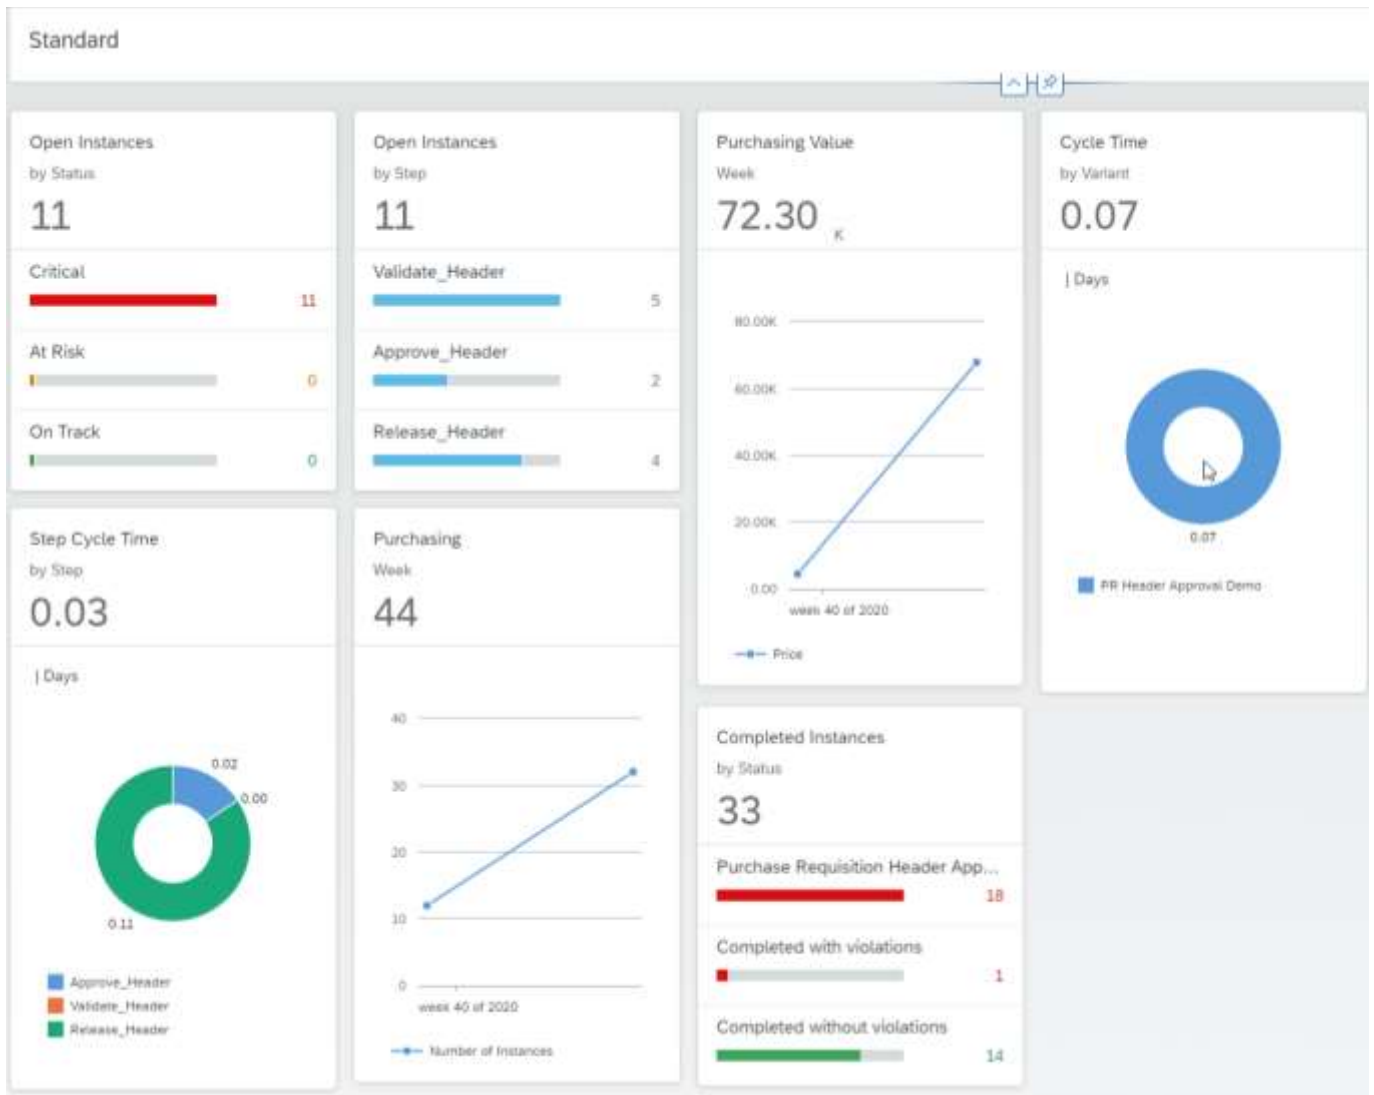 Standard
Open Instances
by Status
11
Critical
11
At Risk
0
On Track
0
Open Instances
by Step
11
Validate_Header
5
Approve_Header
2
Release_Header
4
Purchasing Value
Week
72.30 K
80.00K
60.00K
40.00K
20.00K
0.00
week 40 of 2020
Price
Cycle Time
by Variant
0.07
| Days
0.07
PR Header Approval Demo
Step Cycle Time
by Step
0.03
| Days
0.02
0.00
0.11
Approve_Header
Validate_Header
Release_Header
Purchasing
Week
44
40
30
20
10
0
week 40 of 2020
Number of Instances
Completed Instances
by Status
33
Purchase Requisition Header App...
18
Completed with violations
1
Completed without violations
14